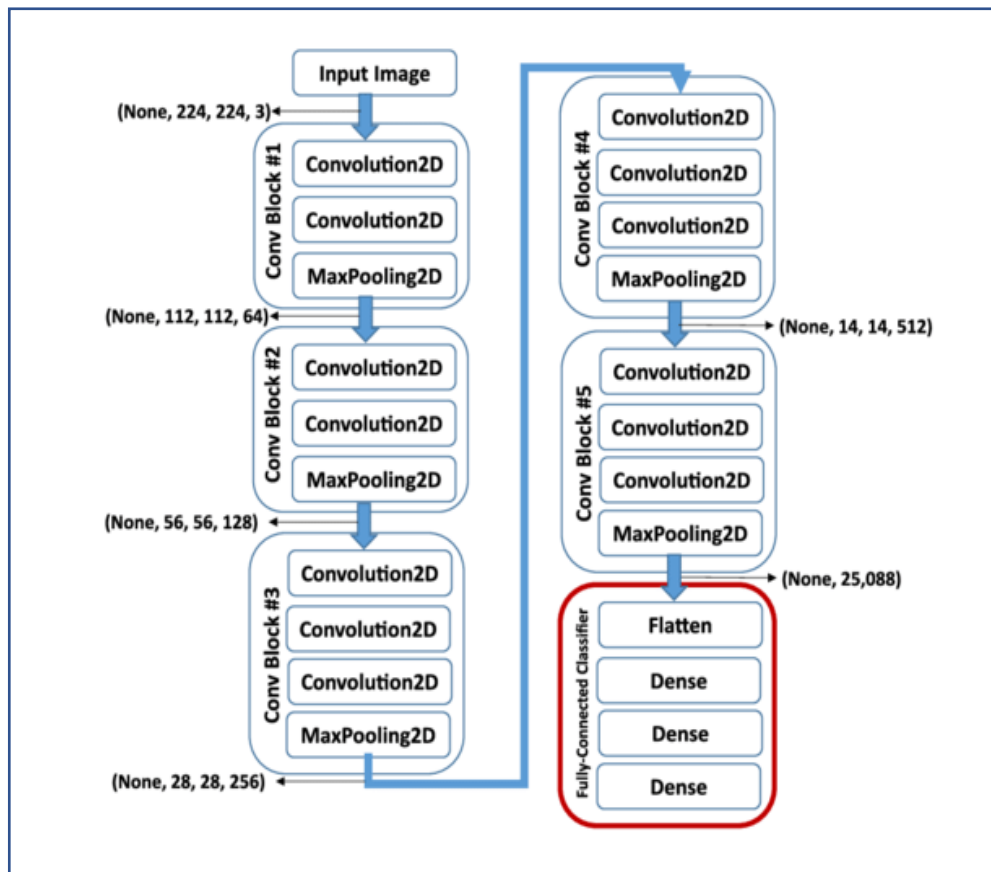 Input Image
(None, 224, 224, 3)
Conv Block #1
Convolution2D
Convolution2D
MaxPooling2D
(None, 112, 112, 64)
Conv Block #2
Convolution2D
Convolution2D
MaxPooling2D
(None, 56, 56, 128)
Conv Block #3
Convolution2D
Convolution2D
Convolution2D
MaxPooling2D
(None, 28, 28, 256)
Conv Block #4
Convolution2D
Convolution2D
Convolution2D
MaxPooling2D
(None, 14, 14, 512)
Conv Block #5
Convolution2D
Convolution2D
Convolution2D
MaxPooling2D
(None, 25,088)
Fully-Connected Classifier
Flatten
Dense
Dense
Dense